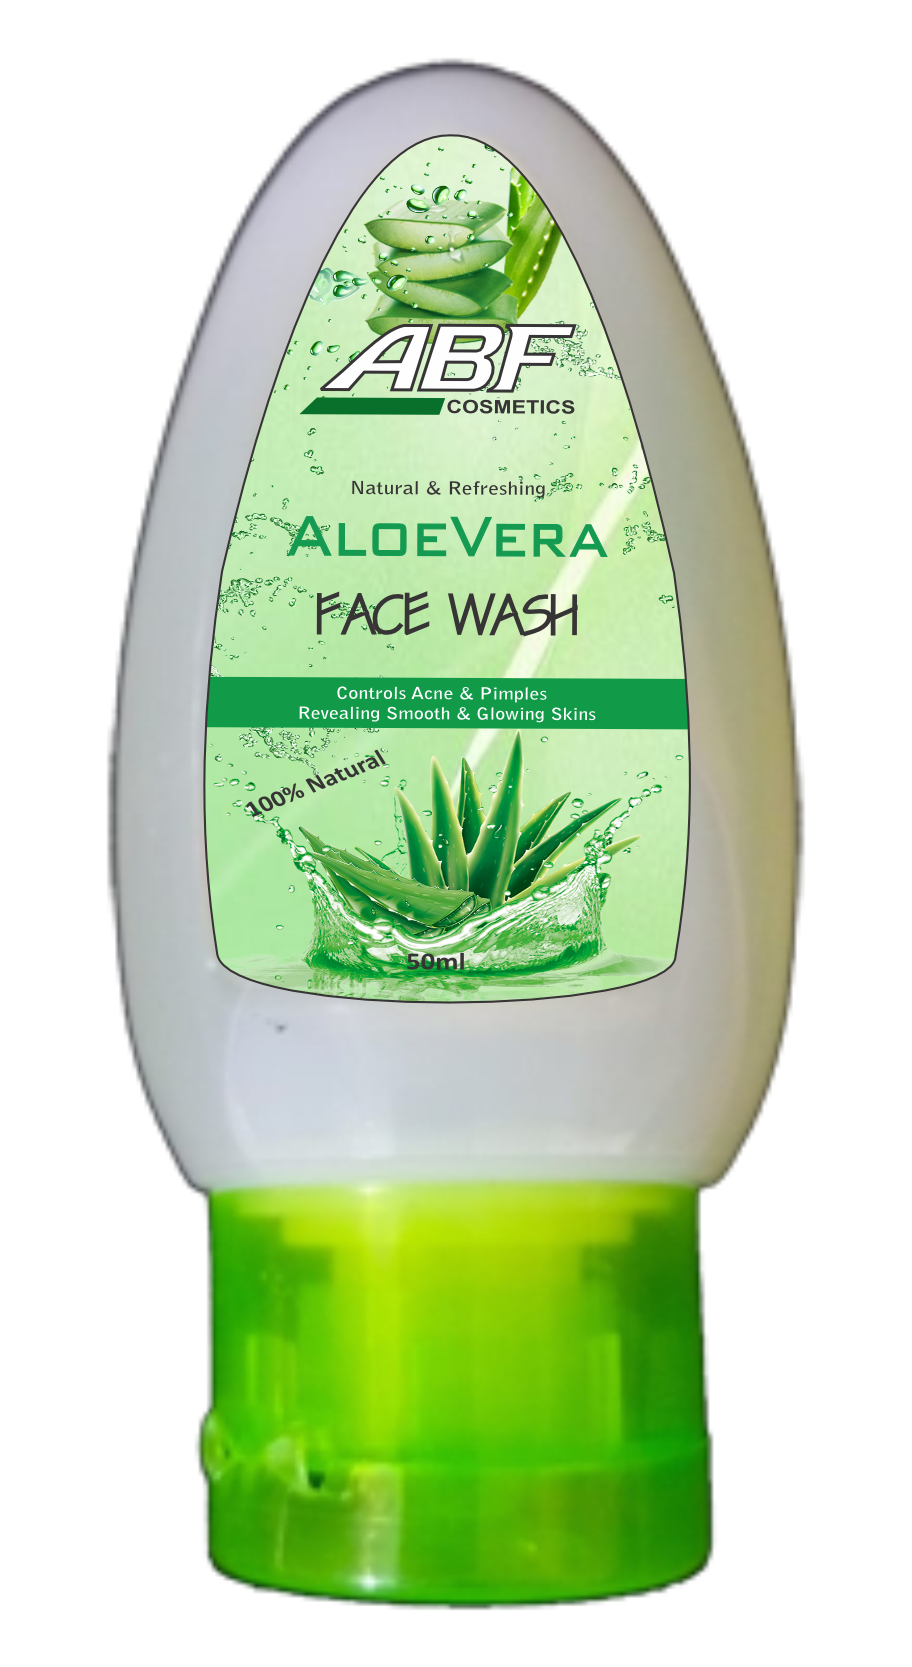 ABF
COSMETICS
Natural & Refreshing
ALOEVERA
FACE WASH
Controls Acne & Pimples
Revealing Smooth & Glowing Skins
100% Natural
50ml